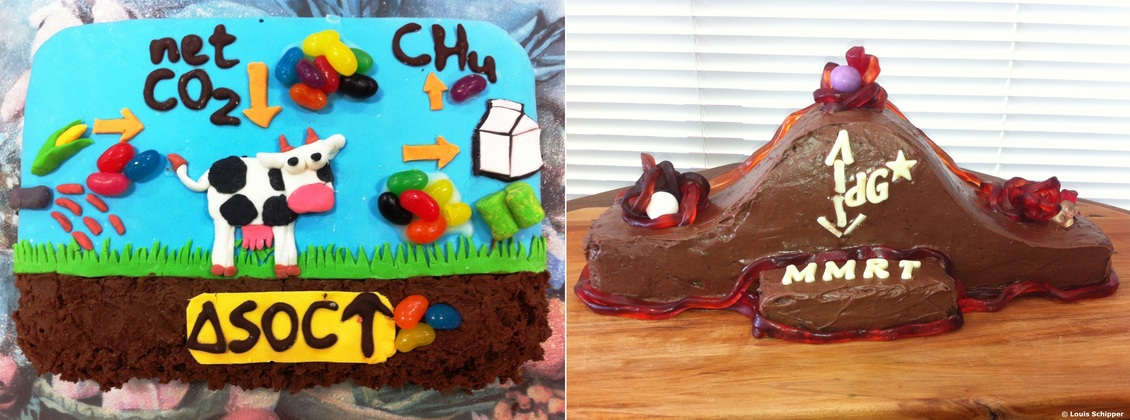 net
CO2
CH4
ΔSOC↑
dG*
MMRT
© Louis Schipper